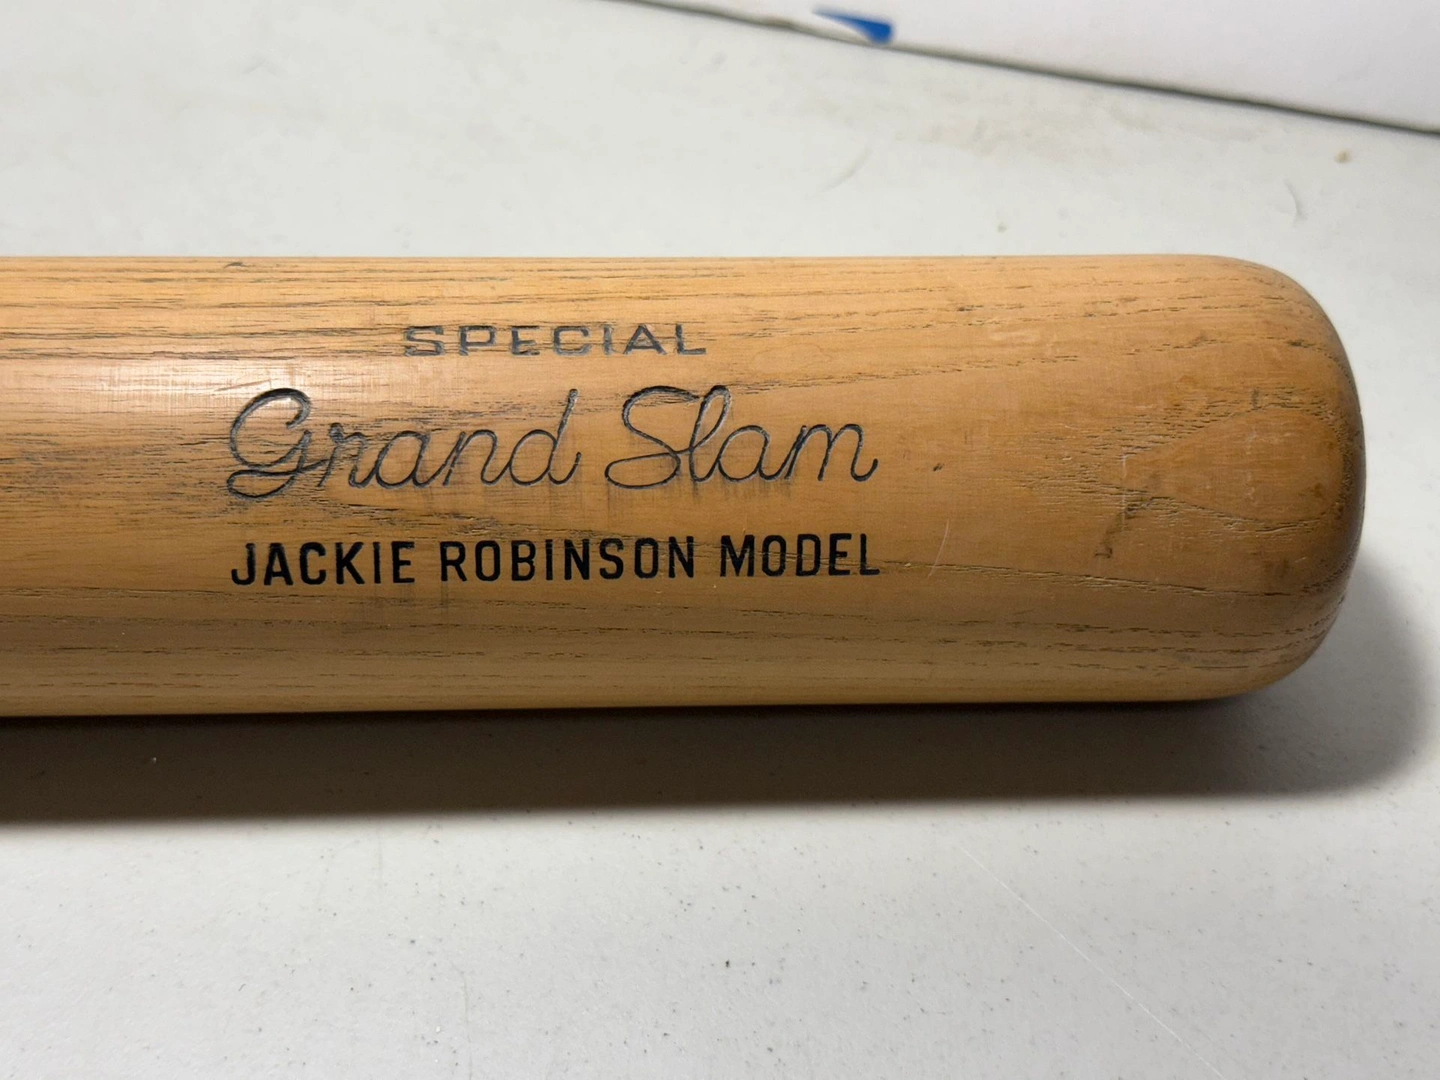 SPECIAL
Grand Slam
JACKIE ROBINSON MODEL